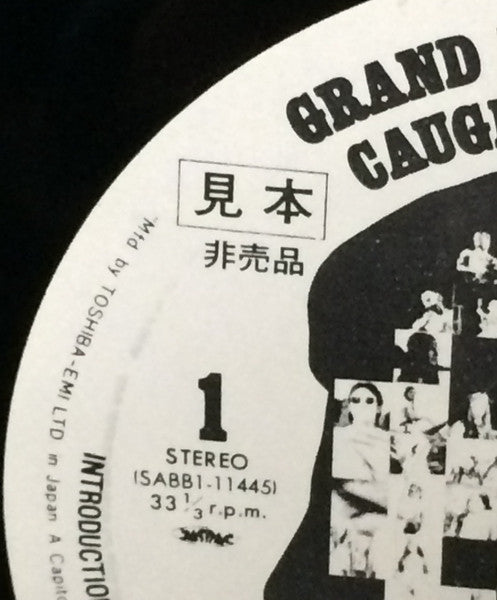 GRAND
CAUGH
見本
非売品
1
STEREO
(SABB1-11445)
33 1/3 r.p.m.
Mfd by TOSHIBA-EMI LTD in Japan A Capito
INTRODUCTIO